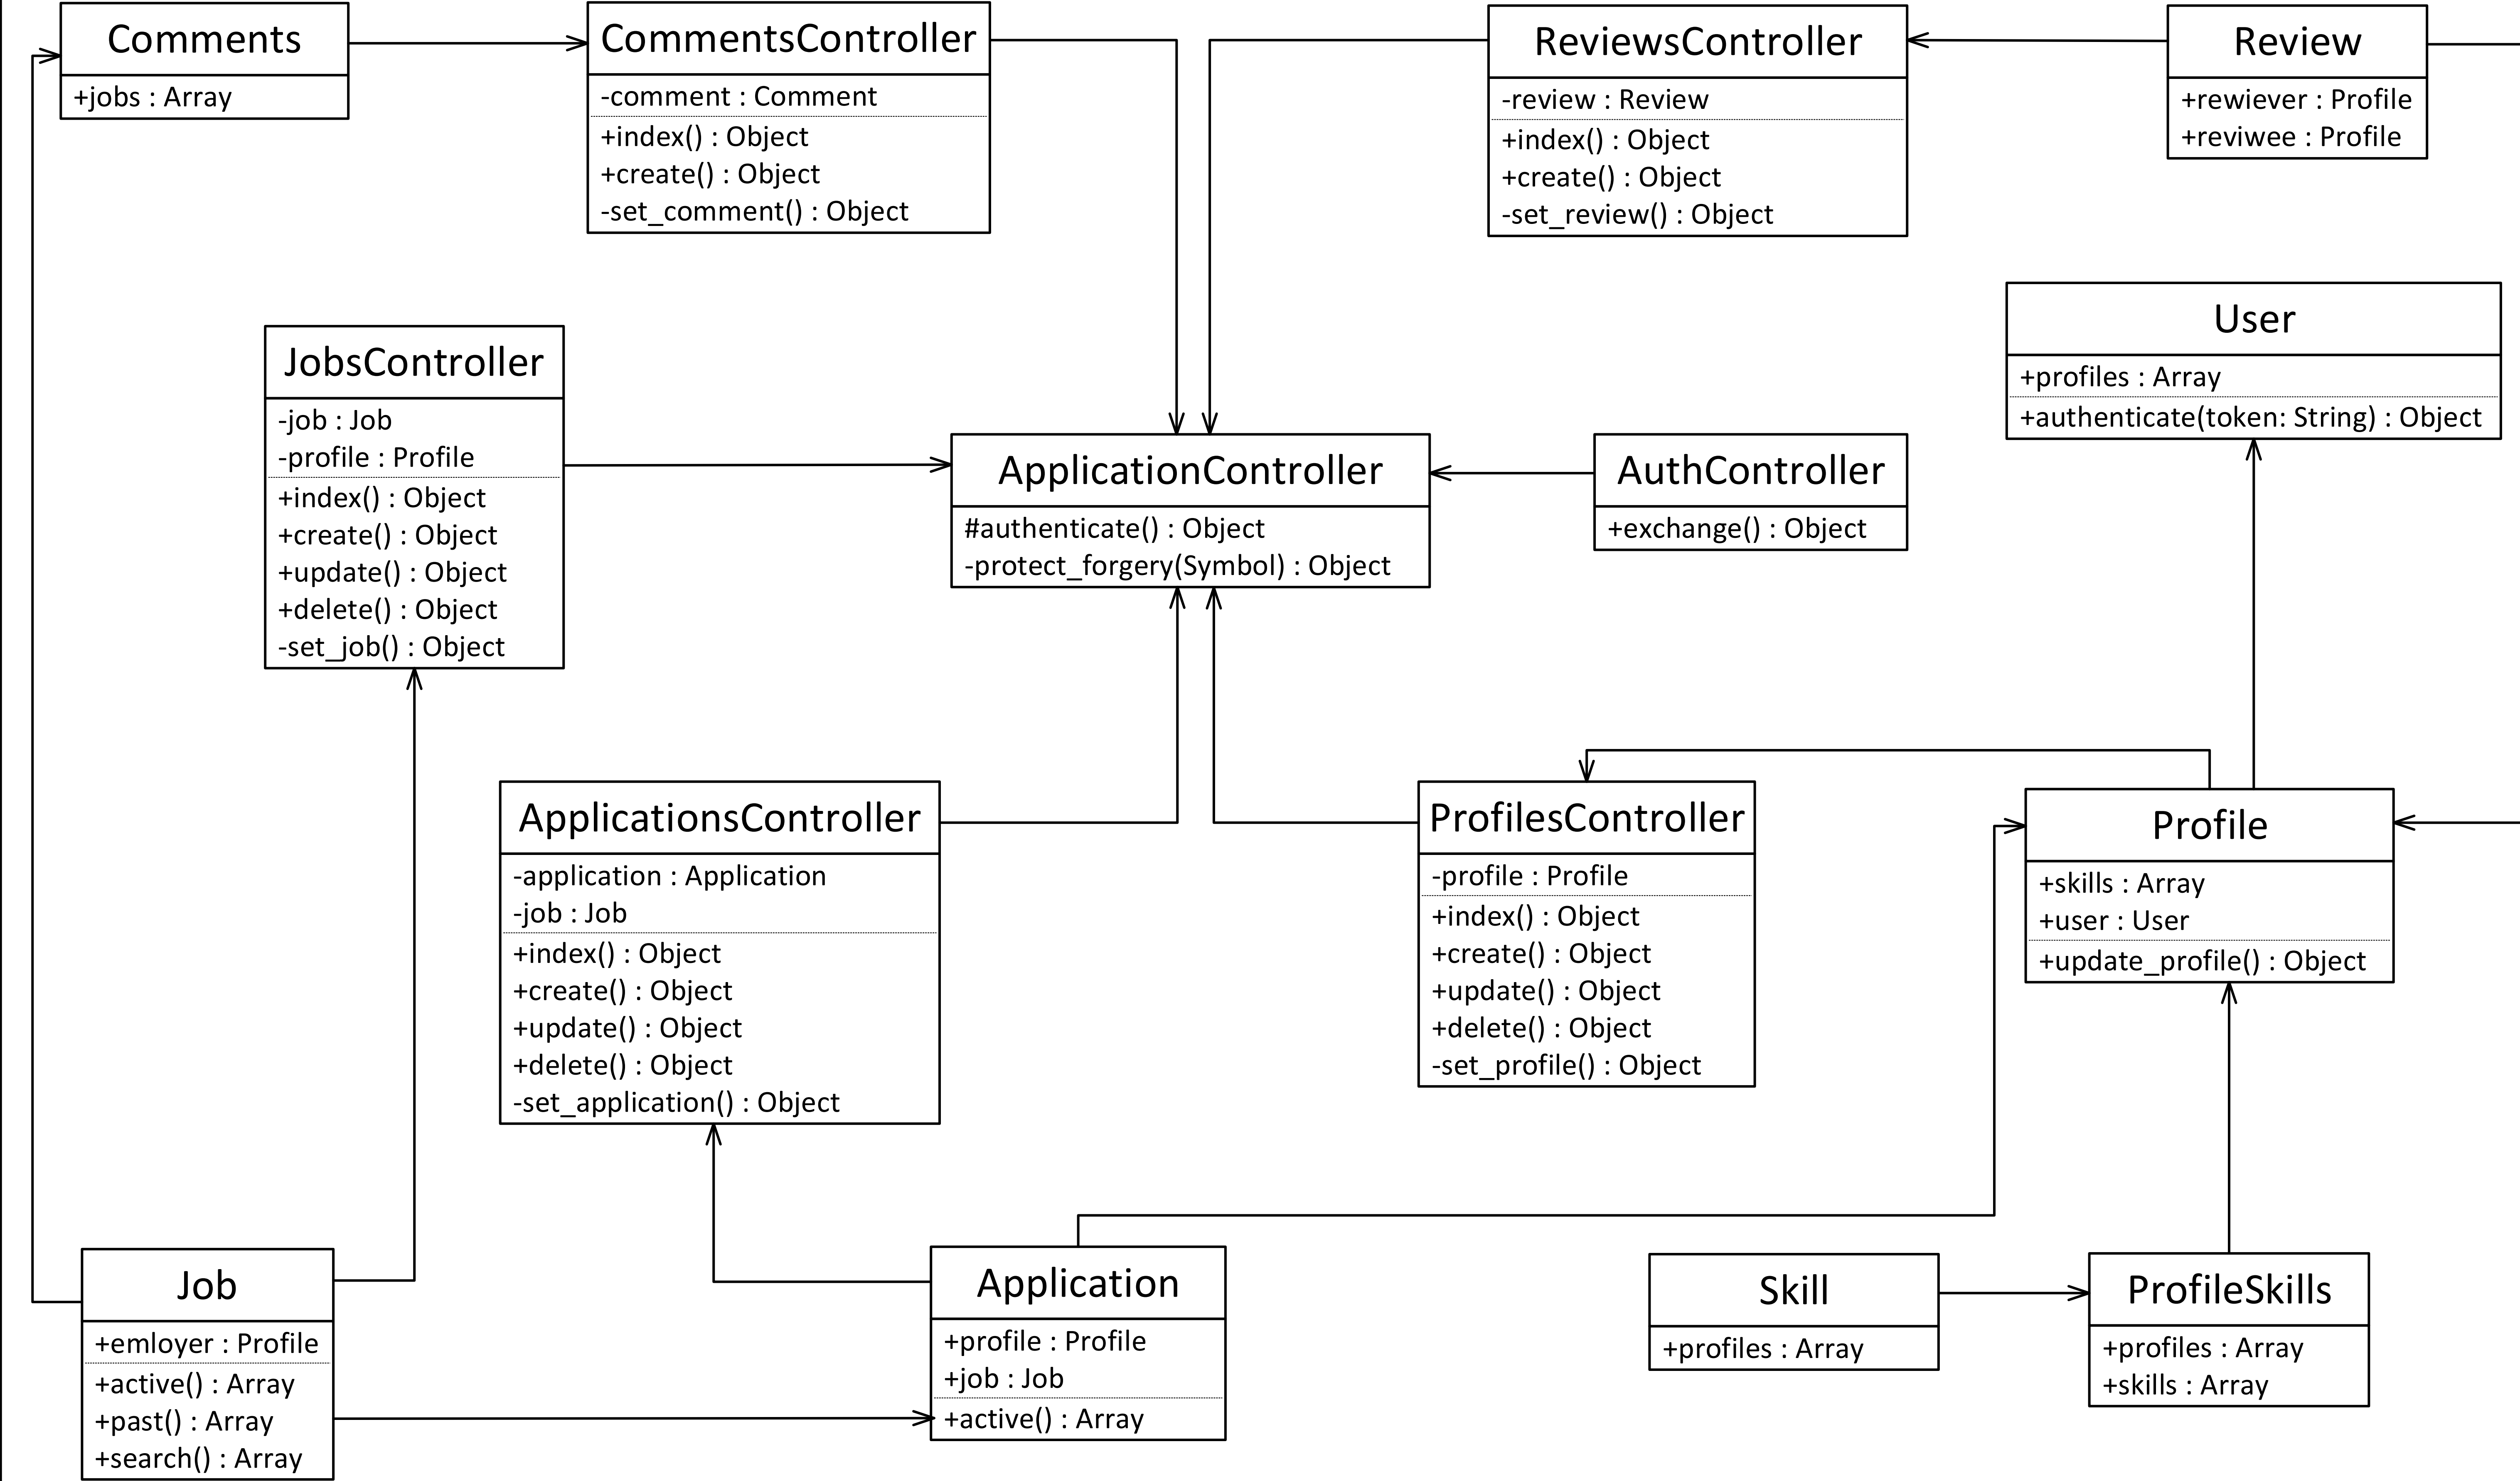 Comments
+jobs : Array
CommentsController
-comment : Comment
+index() : Object
+create() : Object
-set_comment() : Object
ReviewsController
-review : Review
+index() : Object
+create() : Object
-set_review() : Object
Review
+rewiever : Profile
+reviwee : Profile
User
+profiles : Array
+authenticate(token: String) : Object
JobsController
-job : Job
-profile : Profile
+index() : Object
+create() : Object
+update() : Object
+delete() : Object
-set_job() : Object
ApplicationController
#authenticate() : Object
-protect_forgery(Symbol) : Object
AuthController
+exchange() : Object
ApplicationsController
-application : Application
-job : Job
+index() : Object
+create() : Object
+update() : Object
+delete() : Object
-set_application() : Object
ProfilesController
-profile : Profile
+index() : Object
+create() : Object
+update() : Object
+delete() : Object
-set_profile() : Object
Profile
+skills : Array
+user : User
+update_profile() : Object
Job
+emloyer : Profile
+active() : Array
+past() : Array
+search() : Array
Application
+profile : Profile
+job : Job
+active() : Array
Skill
+profiles : Array
ProfileSkills
+profiles : Array
+skills : Array